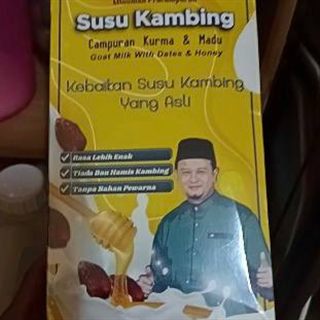 Susu Kambing
Campuran Kurma & Madu
Goat Milk With Dates & Honey
Kebaikan Susu Kambing
Yang Asli
Rasa Lebih Enak
Tiada Bau Hamis Kambing
Tanpa Bahan Pewarna